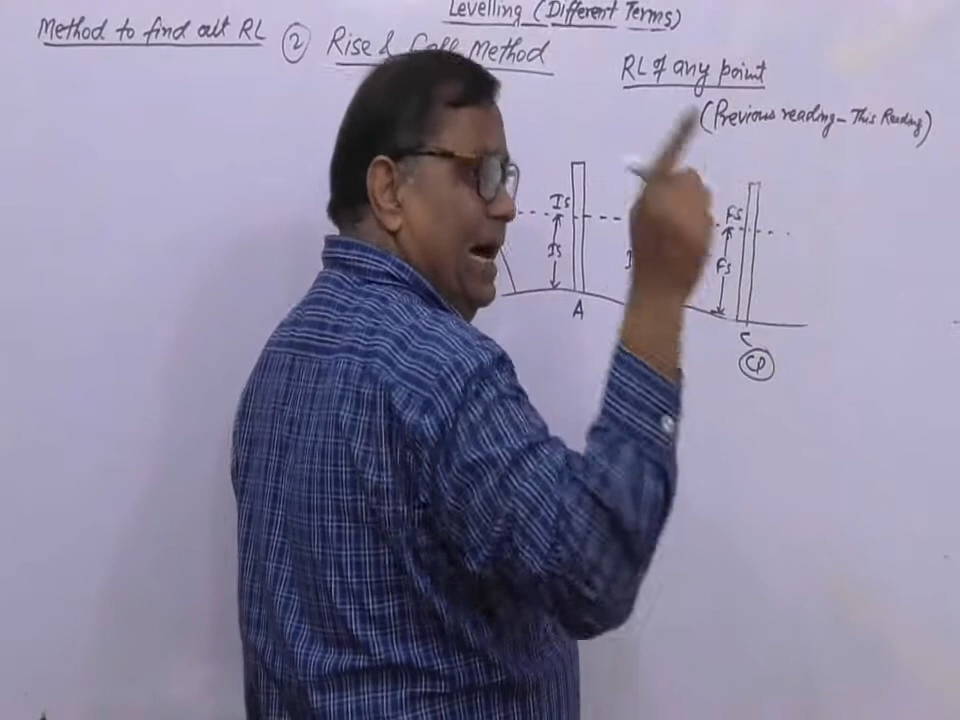 Levelling (Different Terms)
Method to find out RL
② Rise & Fall Method
RL of any point
(Previous reading - This Reading)
Is
Is
Fs
Fs
A
C
CP